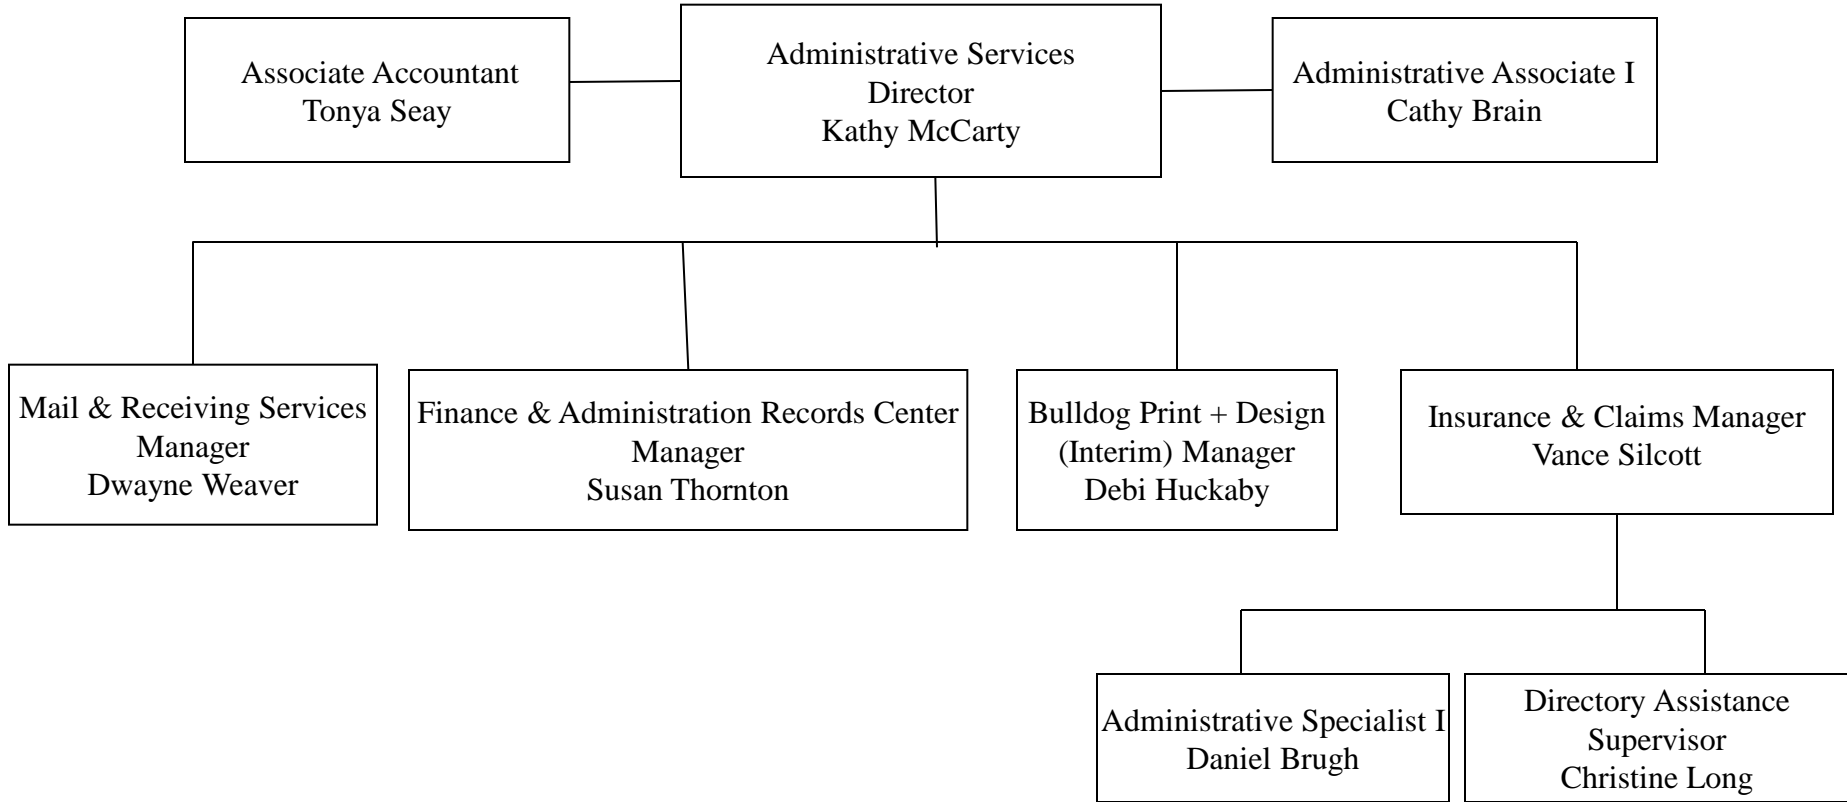 Associate Accountant
Tonya Seay
Administrative Services
Director
Kathy McCarty
Administrative Associate I
Cathy Brain
Mail & Receiving Services
Manager
Dwayne Weaver
Finance & Administration Records Center
Manager
Susan Thornton
Bulldog Print + Design
(Interim) Manager
Debi Huckaby
Insurance & Claims Manager
Vance Silcott
Administrative Specialist I
Daniel Brugh
Directory Assistance
Supervisor
Christine Long